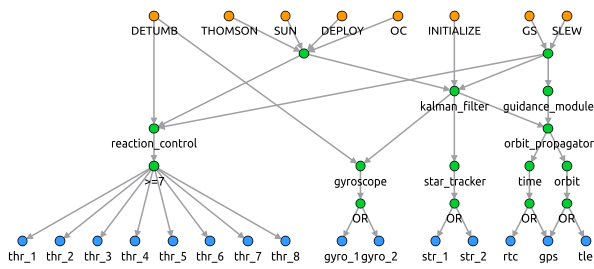 DETUMB THOMSON SUN DEPLOY OC INITIALIZE GS SLEW
kalman_filter guidance_module
reaction_control orbit_propagator
>=7 gyroscope star_tracker time orbit
OR OR OR OR
thr_1 thr_2 thr_3 thr_4 thr_5 thr_6 thr_7 thr_8 gyro_1 gyro_2 str_1 str_2 rtc gps tle